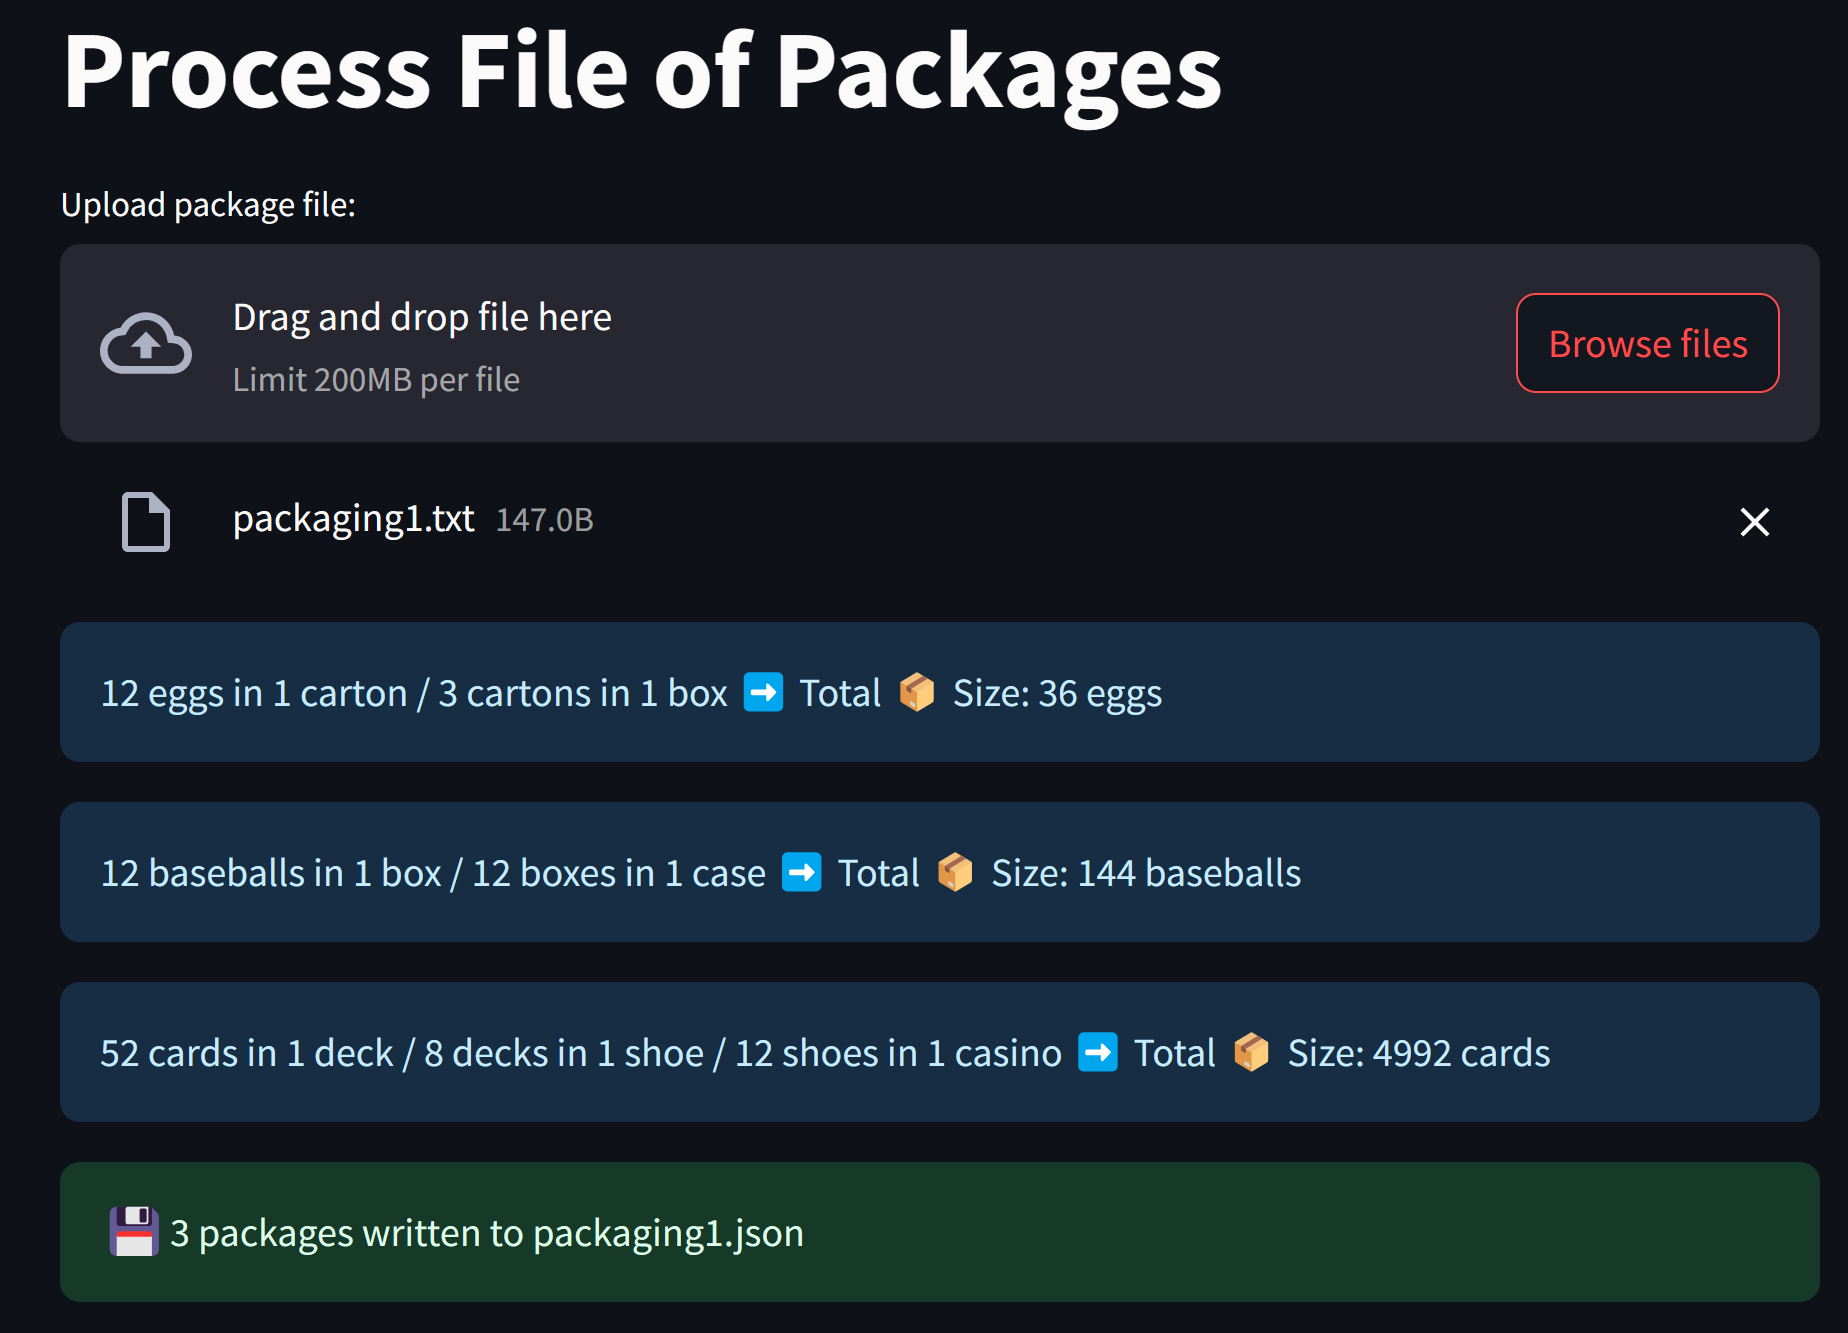 Process File of Packages
Upload package file:
Drag and drop file here
Limit 200MB per file
Browse files
packaging1.txt 147.0B
12 eggs in 1 carton / 3 cartons in 1 box ➡️ Total 📦 Size: 36 eggs
12 baseballs in 1 box / 12 boxes in 1 case ➡️ Total 📦 Size: 144 baseballs
52 cards in 1 deck / 8 decks in 1 shoe / 12 shoes in 1 casino ➡️ Total 📦 Size: 4992 cards
💾 3 packages written to packaging1.json